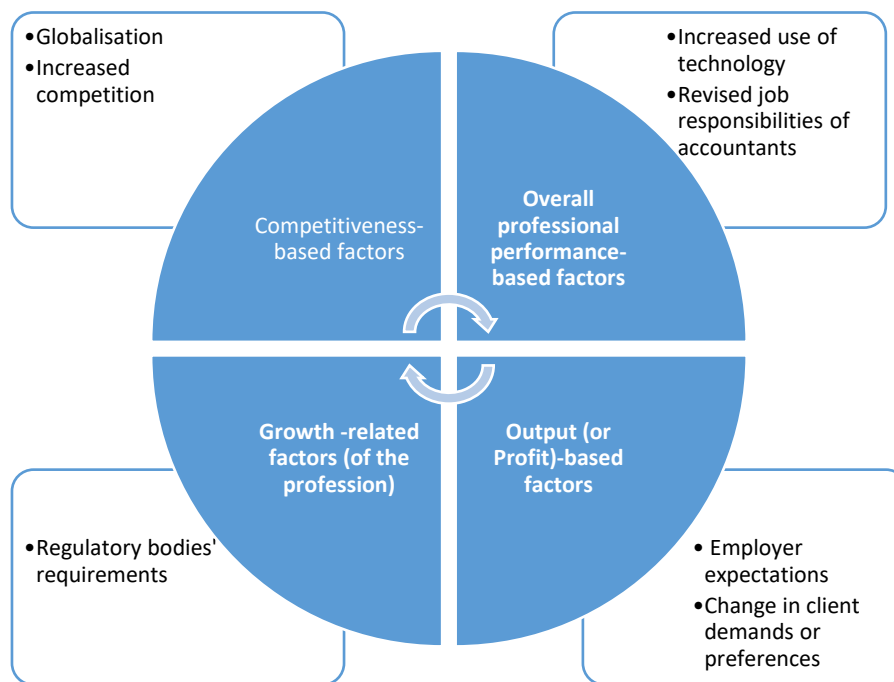 •Globalisation
•Increased
competition
•Increased use of
technology
•Revised job
responsibilities of
accountants
Competitiveness-
based factors
Overall
professional
performance-
based factors
Growth -related
factors (of the
profession)
Output (or
Profit)-based
factors
•Regulatory bodies'
requirements
• Employer
expectations
•Change in client
demands or
preferences